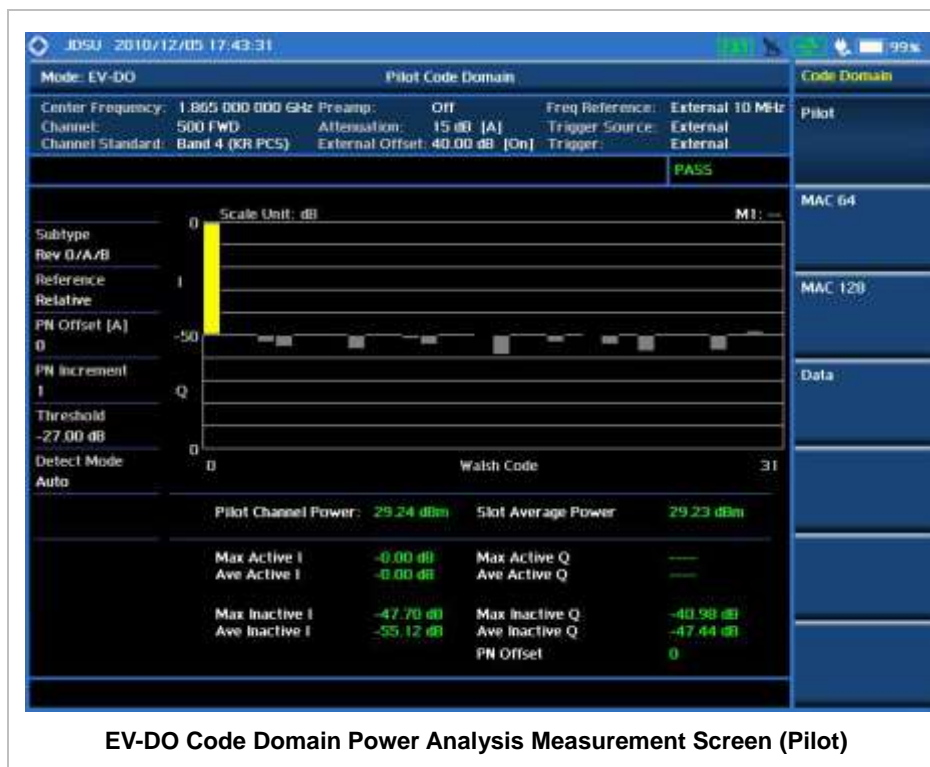 JDSU 2010/12/05 17:43:31 99%
Mode: EV-DO Pilot Code Domain Code Domain
Center Frequency: 1.865 000 000 GHz Preamp: Off Freq Reference: External 10 MHz
Channel: 500 FWD Attenuation: 15 dB [A] Trigger Source: External
Channel Standard: Band 4 (KR PCS) External Offset: 40.00 dB [On] Trigger: External
Pilot
PASS
MAC 64
Scale Unit: dB M1: --
0
Subtype
Rev 0/A/B
Reference
Relative
I
MAC 128
PN Offset [A]
0
-50
PN Increment
1
Q
Data
Threshold
-27.00 dB
0
Detect Mode
Auto
0 Walsh Code 31
Pilot Channel Power: 29.24 dBm Slot Average Power 29.23 dBm
Max Active I -0.00 dB Max Active Q ----
Ave Active I -0.00 dB Ave Active Q ----
Max Inactive I -47.70 dB Max Inactive Q -40.98 dB
Ave Inactive I -55.12 dB Ave Inactive Q -47.44 dB
PN Offset 0
EV-DO Code Domain Power Analysis Measurement Screen (Pilot)